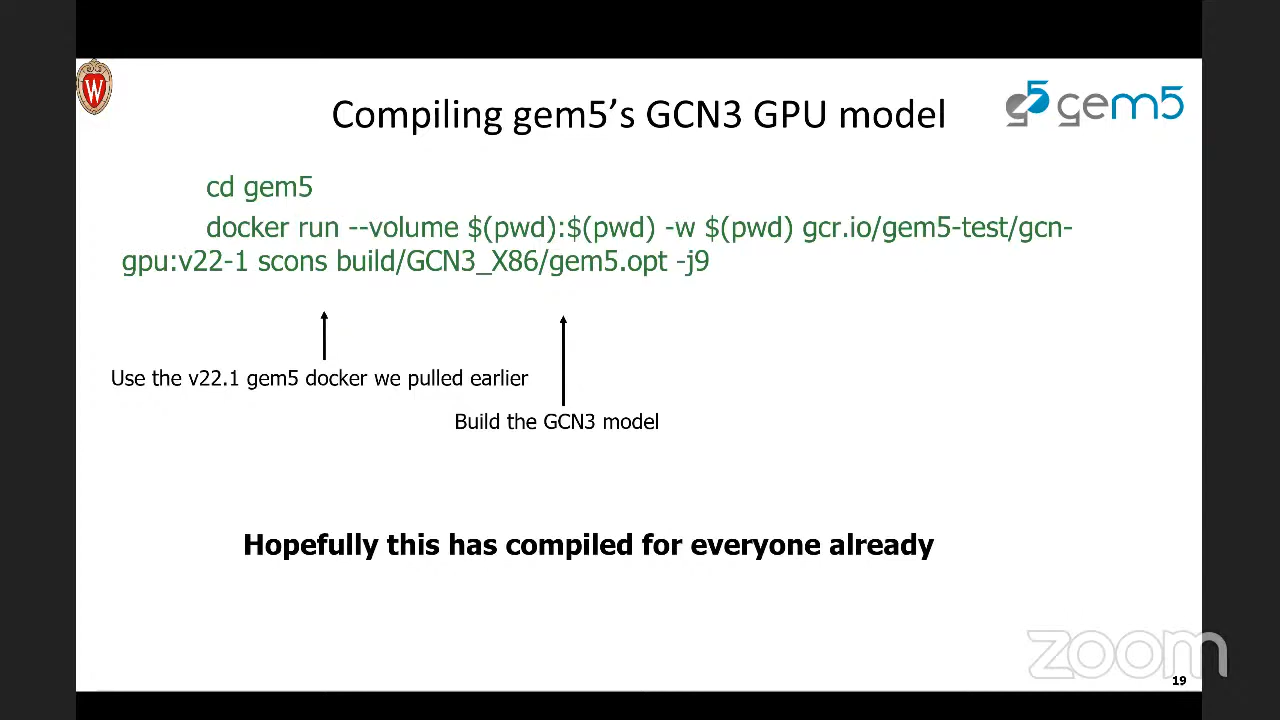 W
Compiling gem5’s GCN3 GPU model
g5 gem5
cd gem5
docker run --volume $(pwd):$(pwd) -w $(pwd) gcr.io/gem5-test/gcn-
gpu:v22-1 scons build/GCN3_X86/gem5.opt -j9
Use the v22.1 gem5 docker we pulled earlier
Build the GCN3 model
Hopefully this has compiled for everyone already
zoom
19